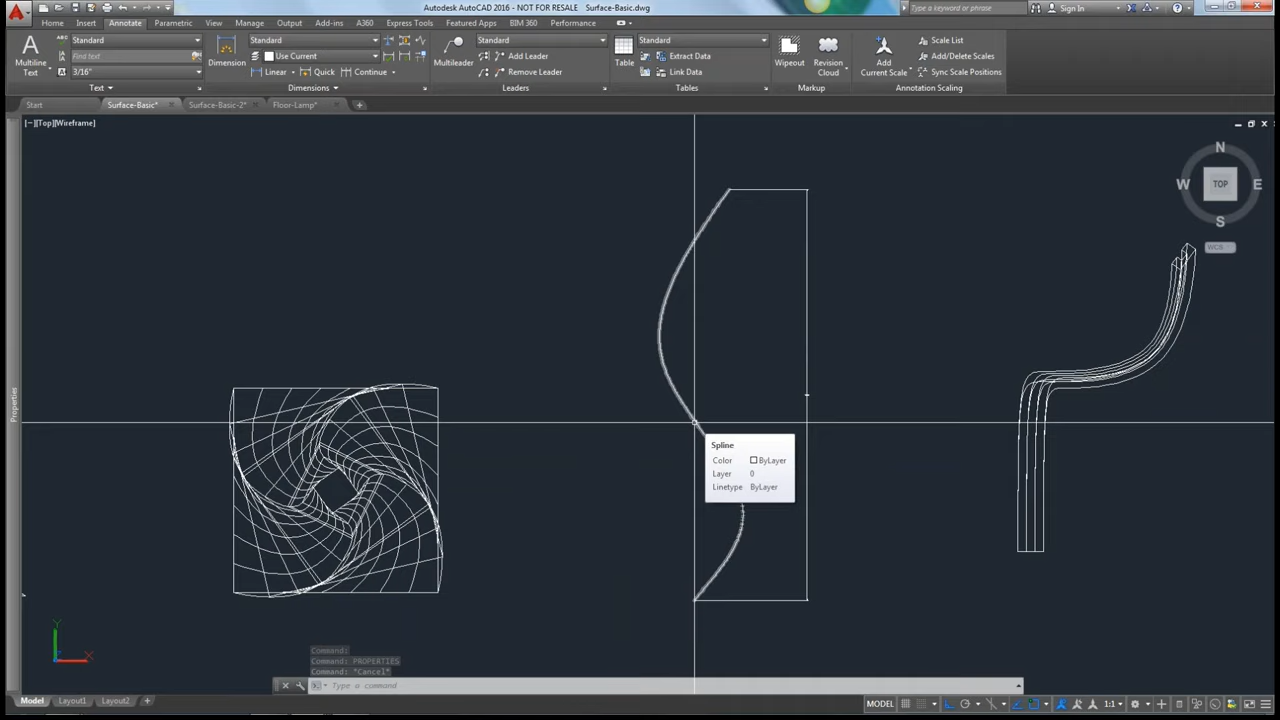 Autodesk AutoCAD 2016 - NOT FOR RESALE Surface-Basic.dwg
Type a keyword or phrase
Sign In
Home Insert Annotate Parametric View Manage Output Add-ins A360 Express Tools Featured Apps BIM 360 Performance
Standard
Standard
Standard
Standard
Scale List
Find text
Use Current
Add Leader
Extract Data
Add/Delete Scales
Multiline
Text
3/16"
Dimension
Linear
Quick
Continue
Multileader
Remove Leader
Table
Link Data
Wipeout
Revision
Cloud
Add
Current Scale
Sync Scale Positions
Text
Dimensions
Leaders
Tables
Markup
Annotation Scaling
Start
Surface-Basic*
Surface-Basic-2*
Floor-Lamp*
[−][Top][Wireframe]
N
W
TOP
E
S
WCS
Spline
Color ByLayer
Layer 0
Linetype ByLayer
Properties
Y
X
Command:
Command: PROPERTIES
Command: *Cancel*
Type a command
Model
Layout1
Layout2
MODEL
1:1